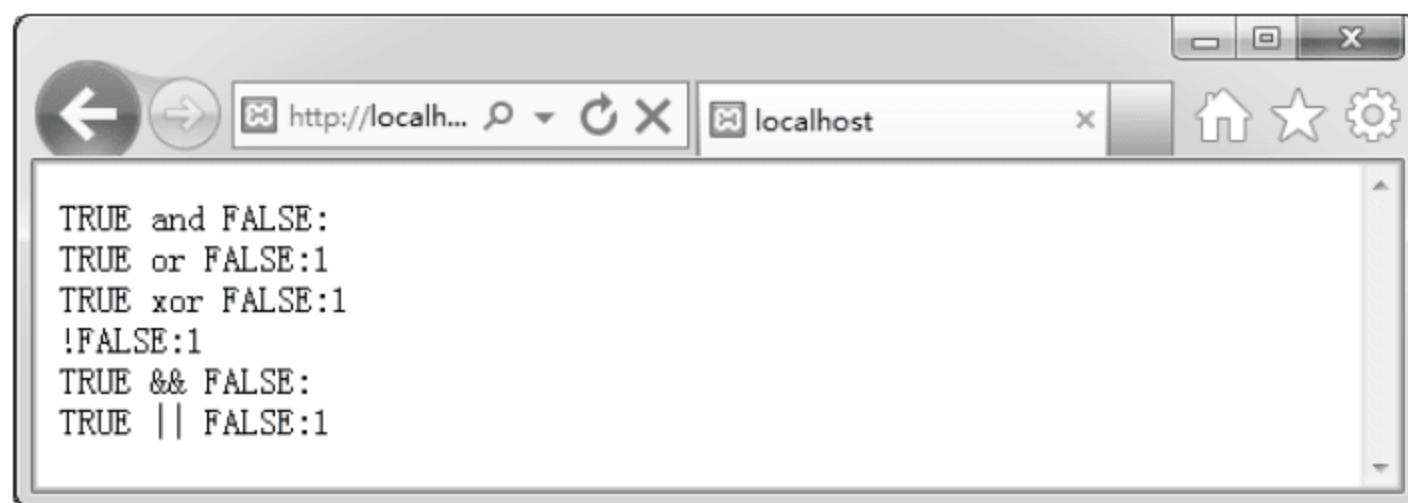 http://localh...
localhost
TRUE and FALSE:
TRUE or FALSE:1
TRUE xor FALSE:1
!FALSE:1
TRUE && FALSE:
TRUE || FALSE:1